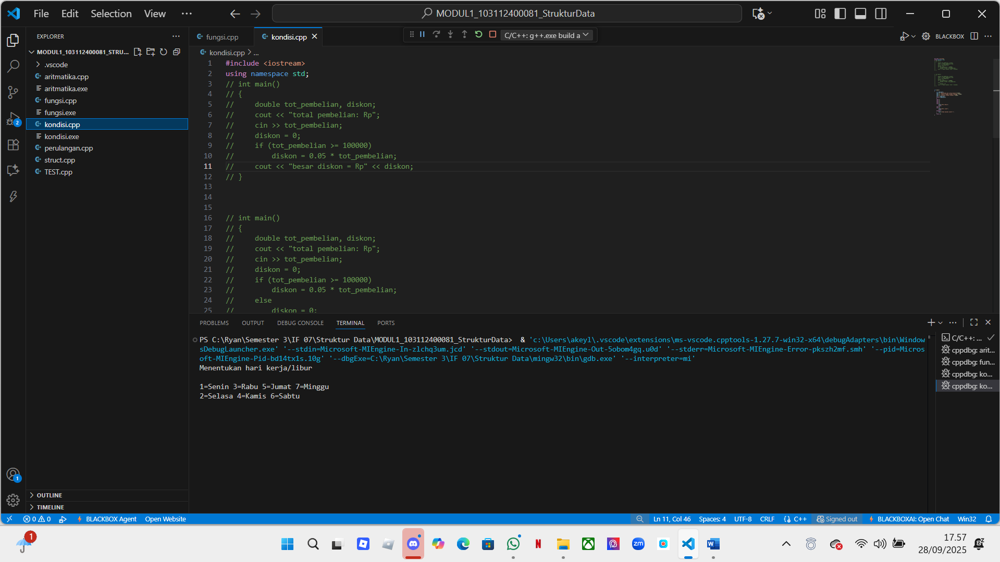 File Edit Selection View
MODUL1_103112400081_StrukturData
EXPLORER
MODUL1_103112400081_STRU...
.vscode
aritmatika.cpp
aritmatika.exe
fungsi.cpp
fungsi.exe
kondisi.cpp
kondisi.exe
perulangan.cpp
struct.cpp
TEST.cpp
OUTLINE
TIMELINE
2
1
fungsi.cpp
kondisi.cpp
C/C++: g++.exe build a
BLACKBOX
kondisi.cpp > ...
1 #include <iostream>
2 using namespace std;
3 // int main()
4 // {
5 //     double tot_pembelian, diskon;
6 //     cout << "total pembelian: Rp";
7 //     cin >> tot_pembelian;
8 //     diskon = 0;
9 //     if (tot_pembelian >= 100000)
10 //         diskon = 0.05 * tot_pembelian;
11 //     cout << "besar diskon = Rp" << diskon;
12 // }
13
14
15
16 // int main()
17 // {
18 //     double tot_pembelian, diskon;
19 //     cout << "total pembelian: Rp";
20 //     cin >> tot_pembelian;
21 //     diskon = 0;
22 //     if (tot_pembelian >= 100000)
23 //         diskon = 0.05 * tot_pembelian;
24 //     else
25 //         diskon = 0;
PROBLEMS OUTPUT DEBUG CONSOLE TERMINAL PORTS
PS C:\Ryan\Semester 3\IF 07\Struktur Data\MODUL1_103112400081_StrukturData>  & 'c:\Users\akeyl\.vscode\extensions\ms-vscode.cpptools-1.27.7-win32-x64\debugAdapters\bin\Window
sDebugLauncher.exe' '--stdin=Microsoft-MIEngine-In-zlchq3um.jcd' '--stdout=Microsoft-MIEngine-Out-5obom4gq.u0d' '--stderr=Microsoft-MIEngine-Error-pkszh2mf.smh' '--pid=Micros
oft-MIEngine-Pid-bd14tx1s.10g' '--dbgExe=C:\Ryan\Semester 3\IF 07\Struktur Data\mingw32\bin\gdb.exe' '--interpreter=mi'
Menentukan hari kerja/libur
1=Senin 3=Rabu 5=Jumat 7=Minggu
2=Selasa 4=Kamis 6=Sabtu
C/C++: ...
cppdbg: arit...
cppdbg: fun...
cppdbg: ko...
cppdbg: ko...
0 0 BLACKBOX Agent Open Website
Ln 11, Col 46 Spaces: 4 UTF-8 CRLF {} C++ Signed out BLACKBOXAI: Open Chat Win32
1
zm
N
W
17.57
28/09/2025